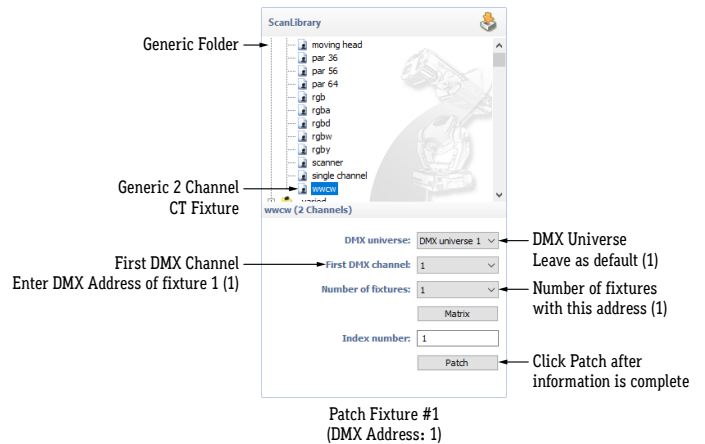 ScanLibrary
Generic Folder
moving head
par 36
par 56
par 64
rgb
rgba
rgbd
rgbw
rgby
scanner
single channel
wwcw
varied
Generic 2 Channel
CT Fixture
wwcw (2 Channels)
DMX universe: DMX universe 1
DMX Universe
Leave as default (1)
First DMX Channel
Enter DMX Address of fixture 1 (1)
First DMX channel: 1
Number of fixtures: 1
Number of fixtures
with this address (1)
Matrix
Index number: 1
Patch
Click Patch after
information is complete
Patch Fixture #1
(DMX Address: 1)